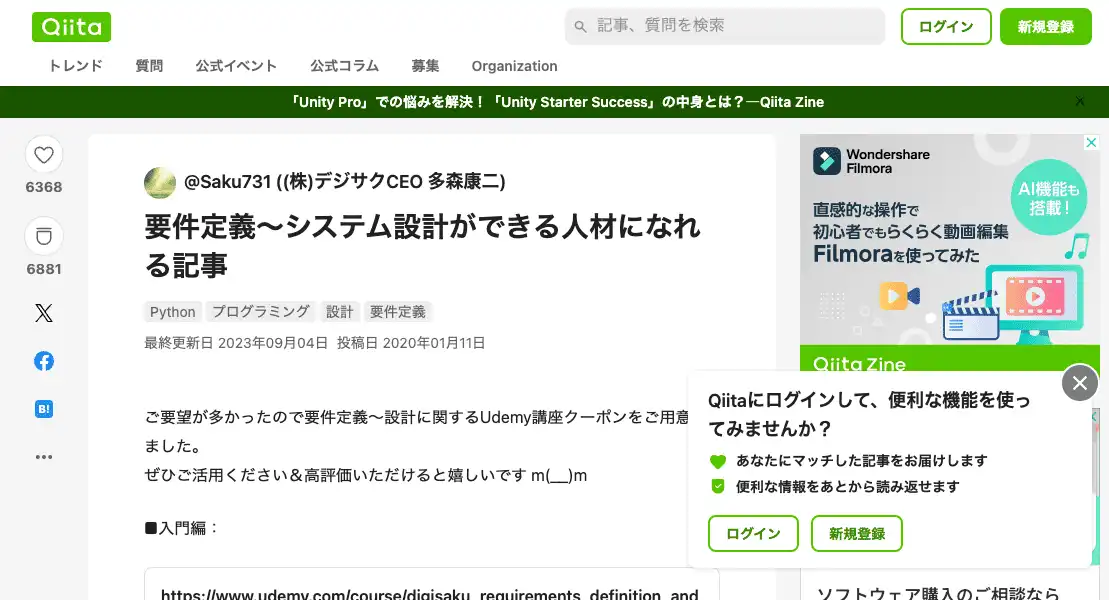 Qiita
記事、質問を検索
ログイン
新規登録
トレンド
質問
公式イベント
公式コラム
募集
Organization
「Unity Pro」での悩みを解決！「Unity Starter Success」の中身とは？―Qiita Zine
6368
6881
B!
@Saku731 ((株)デジサクCEO 多森康二)
要件定義〜システム設計ができる人材になれ
る記事
Python
プログラミング
設計
要件定義
最終更新日 2023年09月04日 投稿日 2020年01月11日
ご要望が多かったので要件定義〜設計に関するUdemy講座クーポンをご用意
ました。
ぜひご活用ください＆高評価いただけると嬉しいです m(__)m
■入門編：
https://www.udemy.com/course/digisaku_requirements_definition_and
Wondershare
Filmora
AI機能も
搭載！
直感的な操作で
初心者でもらくらく動画編集
Filmoraを使ってみた
Qiita Zine
Qiitaにログインして、便利な機能を使っ
てみませんか？
あなたにマッチした記事をお届けします
便利な情報をあとから読み返せます
ログイン
新規登録
ソフトウェア購入のご相談なら